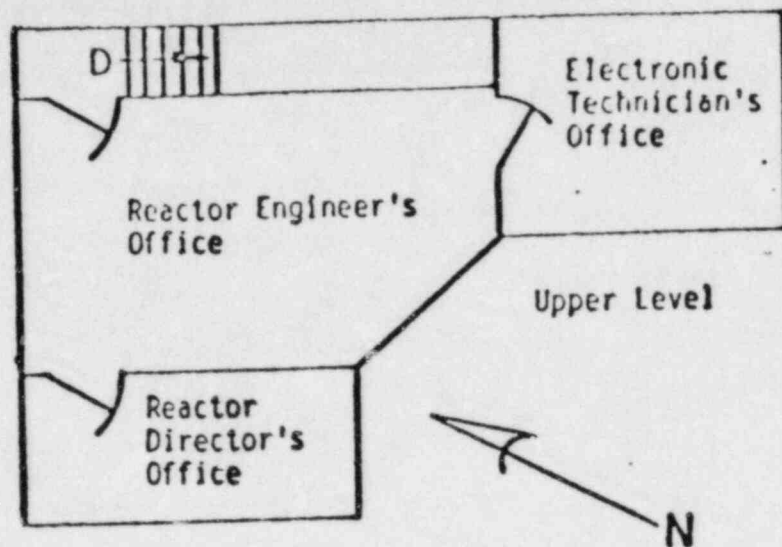 D
Electronic
Technician's
Office
Reactor Engineer's
Office
Upper Level
Reactor
Director's
Office
N